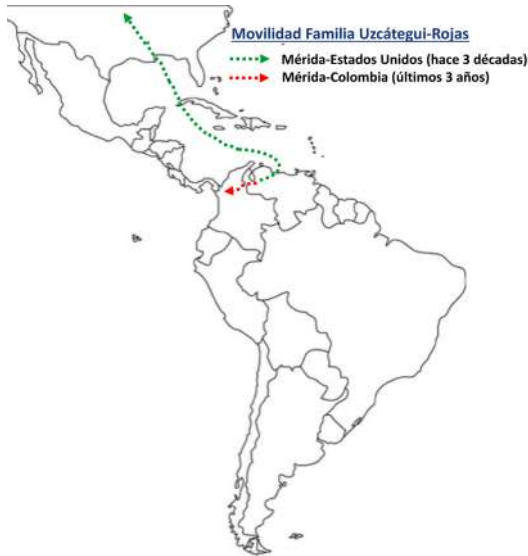 Movilidad Familia Uzcátegui-Rojas
Mérida-Estados Unidos (hace 3 décadas)
Mérida-Colombia (últimos 3 años)